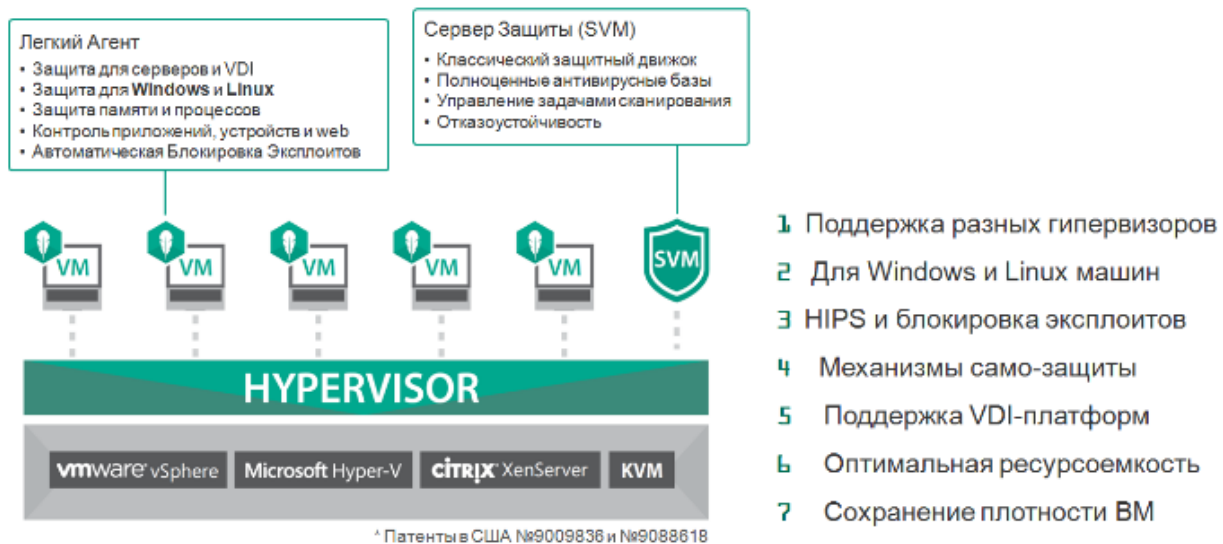 Легкий Агент
• Защита для серверов и VDI
• Защита для Windows и Linux
• Защита памяти и процессов
• Контроль приложений, устройств и web
• Автоматическая Блокировка Эксплоитов
Сервер Защиты (SVM)
• Классический защитный движок
• Полноценные антивирусные базы
• Управление задачами сканирования
• Отказоустойчивость
VM
VM
VM
VM
VM
SVM
HYPERVISOR
vmware vSphere
Microsoft Hyper-V
CITRIX XenServer
KVM
^ Патенты в США №9009836 и №9088618
1 Поддержка разных гипервизоров
2 Для Windows и Linux машин
3 HIPS и блокировка эксплоитов
4 Механизмы само-защиты
5 Поддержка VDI-платформ
6 Оптимальная ресурсоемкость
7 Сохранение плотности ВМ